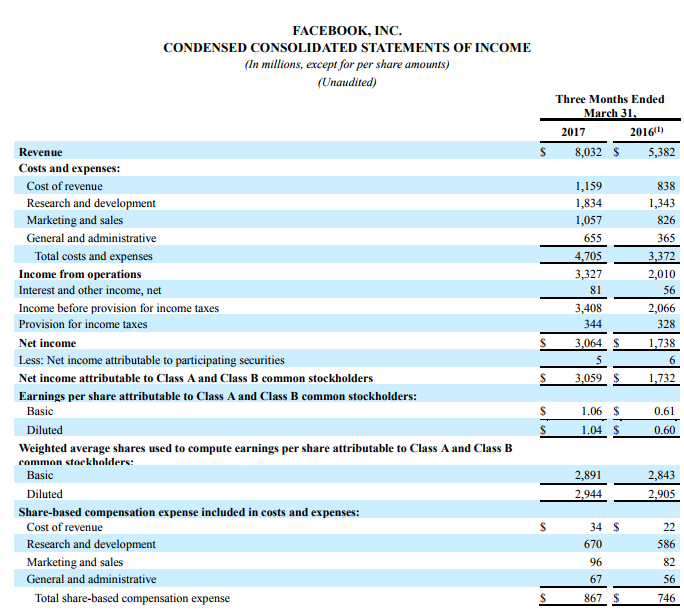 FACEBOOK, INC.
CONDENSED CONSOLIDATED STATEMENTS OF INCOME
(In millions, except for per share amounts)
(Unaudited)
Three Months Ended
March 31,
2017 2016(1)
Revenue $ 8,032 $ 5,382
Costs and expenses:
Cost of revenue 1,159 838
Research and development 1,834 1,343
Marketing and sales 1,057 826
General and administrative 655 365
Total costs and expenses 4,705 3,372
Income from operations 3,327 2,010
Interest and other income, net 81 56
Income before provision for income taxes 3,408 2,066
Provision for income taxes 344 328
Net income $ 3,064 $ 1,738
Less: Net income attributable to participating securities 5 6
Net income attributable to Class A and Class B common stockholders $ 3,059 $ 1,732
Earnings per share attributable to Class A and Class B common stockholders:
Basic $ 1.06 $ 0.61
Diluted $ 1.04 $ 0.60
Weighted average shares used to compute earnings per share attributable to Class A and Class B
common stockholders:
Basic 2,891 2,843
Diluted 2,944 2,905
Share-based compensation expense included in costs and expenses:
Cost of revenue $ 34 $ 22
Research and development 670 586
Marketing and sales 96 82
General and administrative 67 56
Total share-based compensation expense $ 867 $ 746